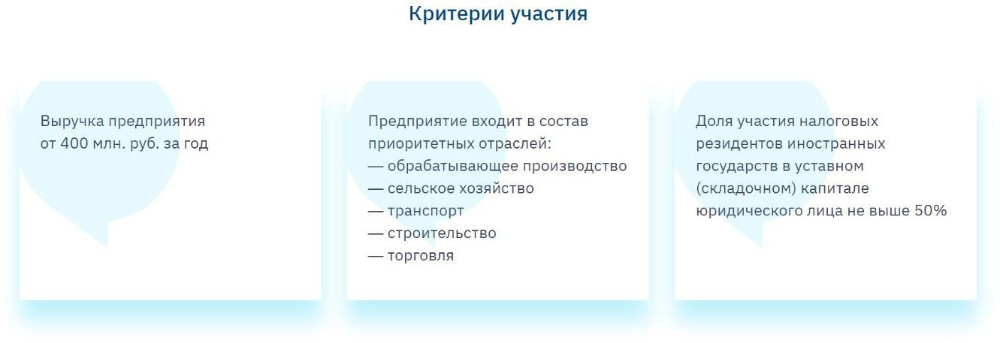 Критерии участия
Выручка предприятия
от 400 млн. руб. за год
Предприятие входит в состав
приоритетных отраслей:
— обрабатывающее производство
— сельское хозяйство
— транспорт
— строительство
— торговля
Доля участия налоговых
резидентов иностранных
государств в уставном
(складочном) капитале
юридического лица не выше 50%